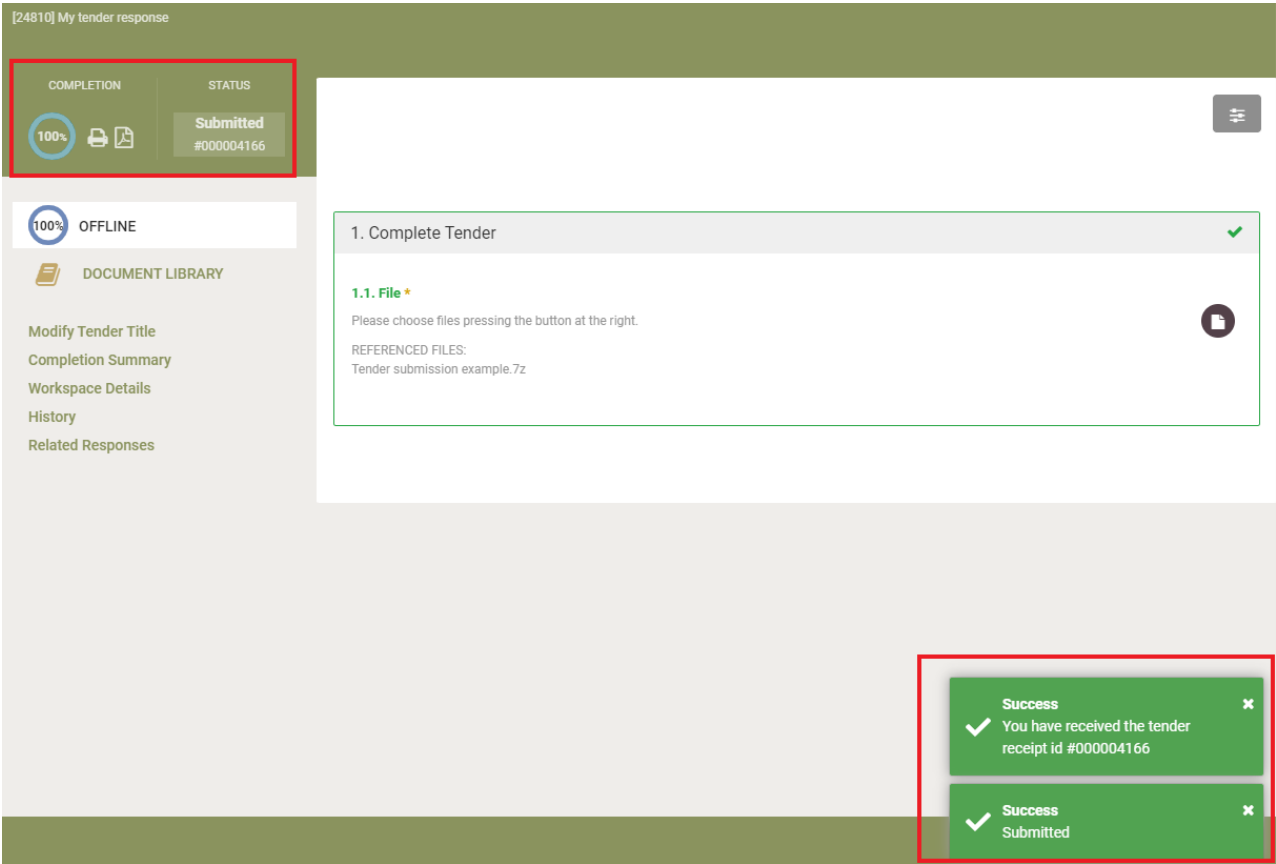 [24810] My tender response
COMPLETION
STATUS
100%
Submitted
#000004166
100%
OFFLINE
DOCUMENT LIBRARY
Modify Tender Title
Completion Summary
Workspace Details
History
Related Responses
1. Complete Tender
1.1. File *
Please choose files pressing the button at the right.
REFERENCED FILES:
Tender submission example.7z
Success
You have received the tender
receipt id #000004166
Success
Submitted